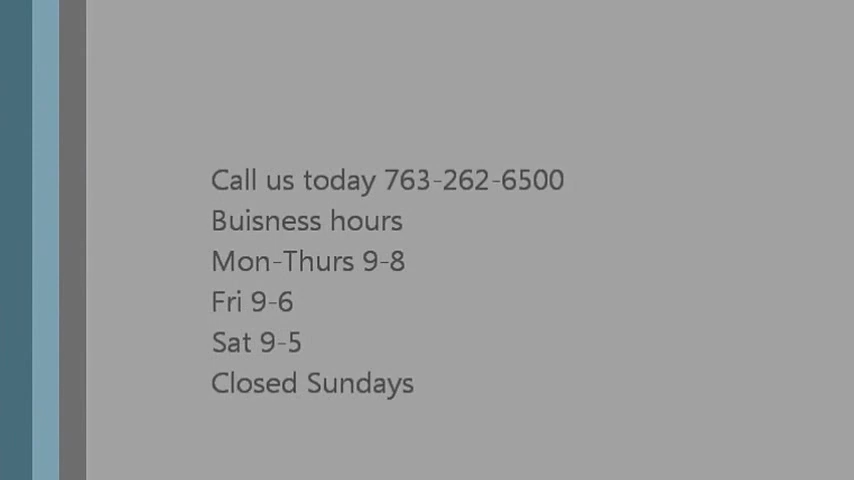 Call us today 763-262-6500
Buisness hours
Mon-Thurs 9-8
Fri 9-6
Sat 9-5
Closed Sundays